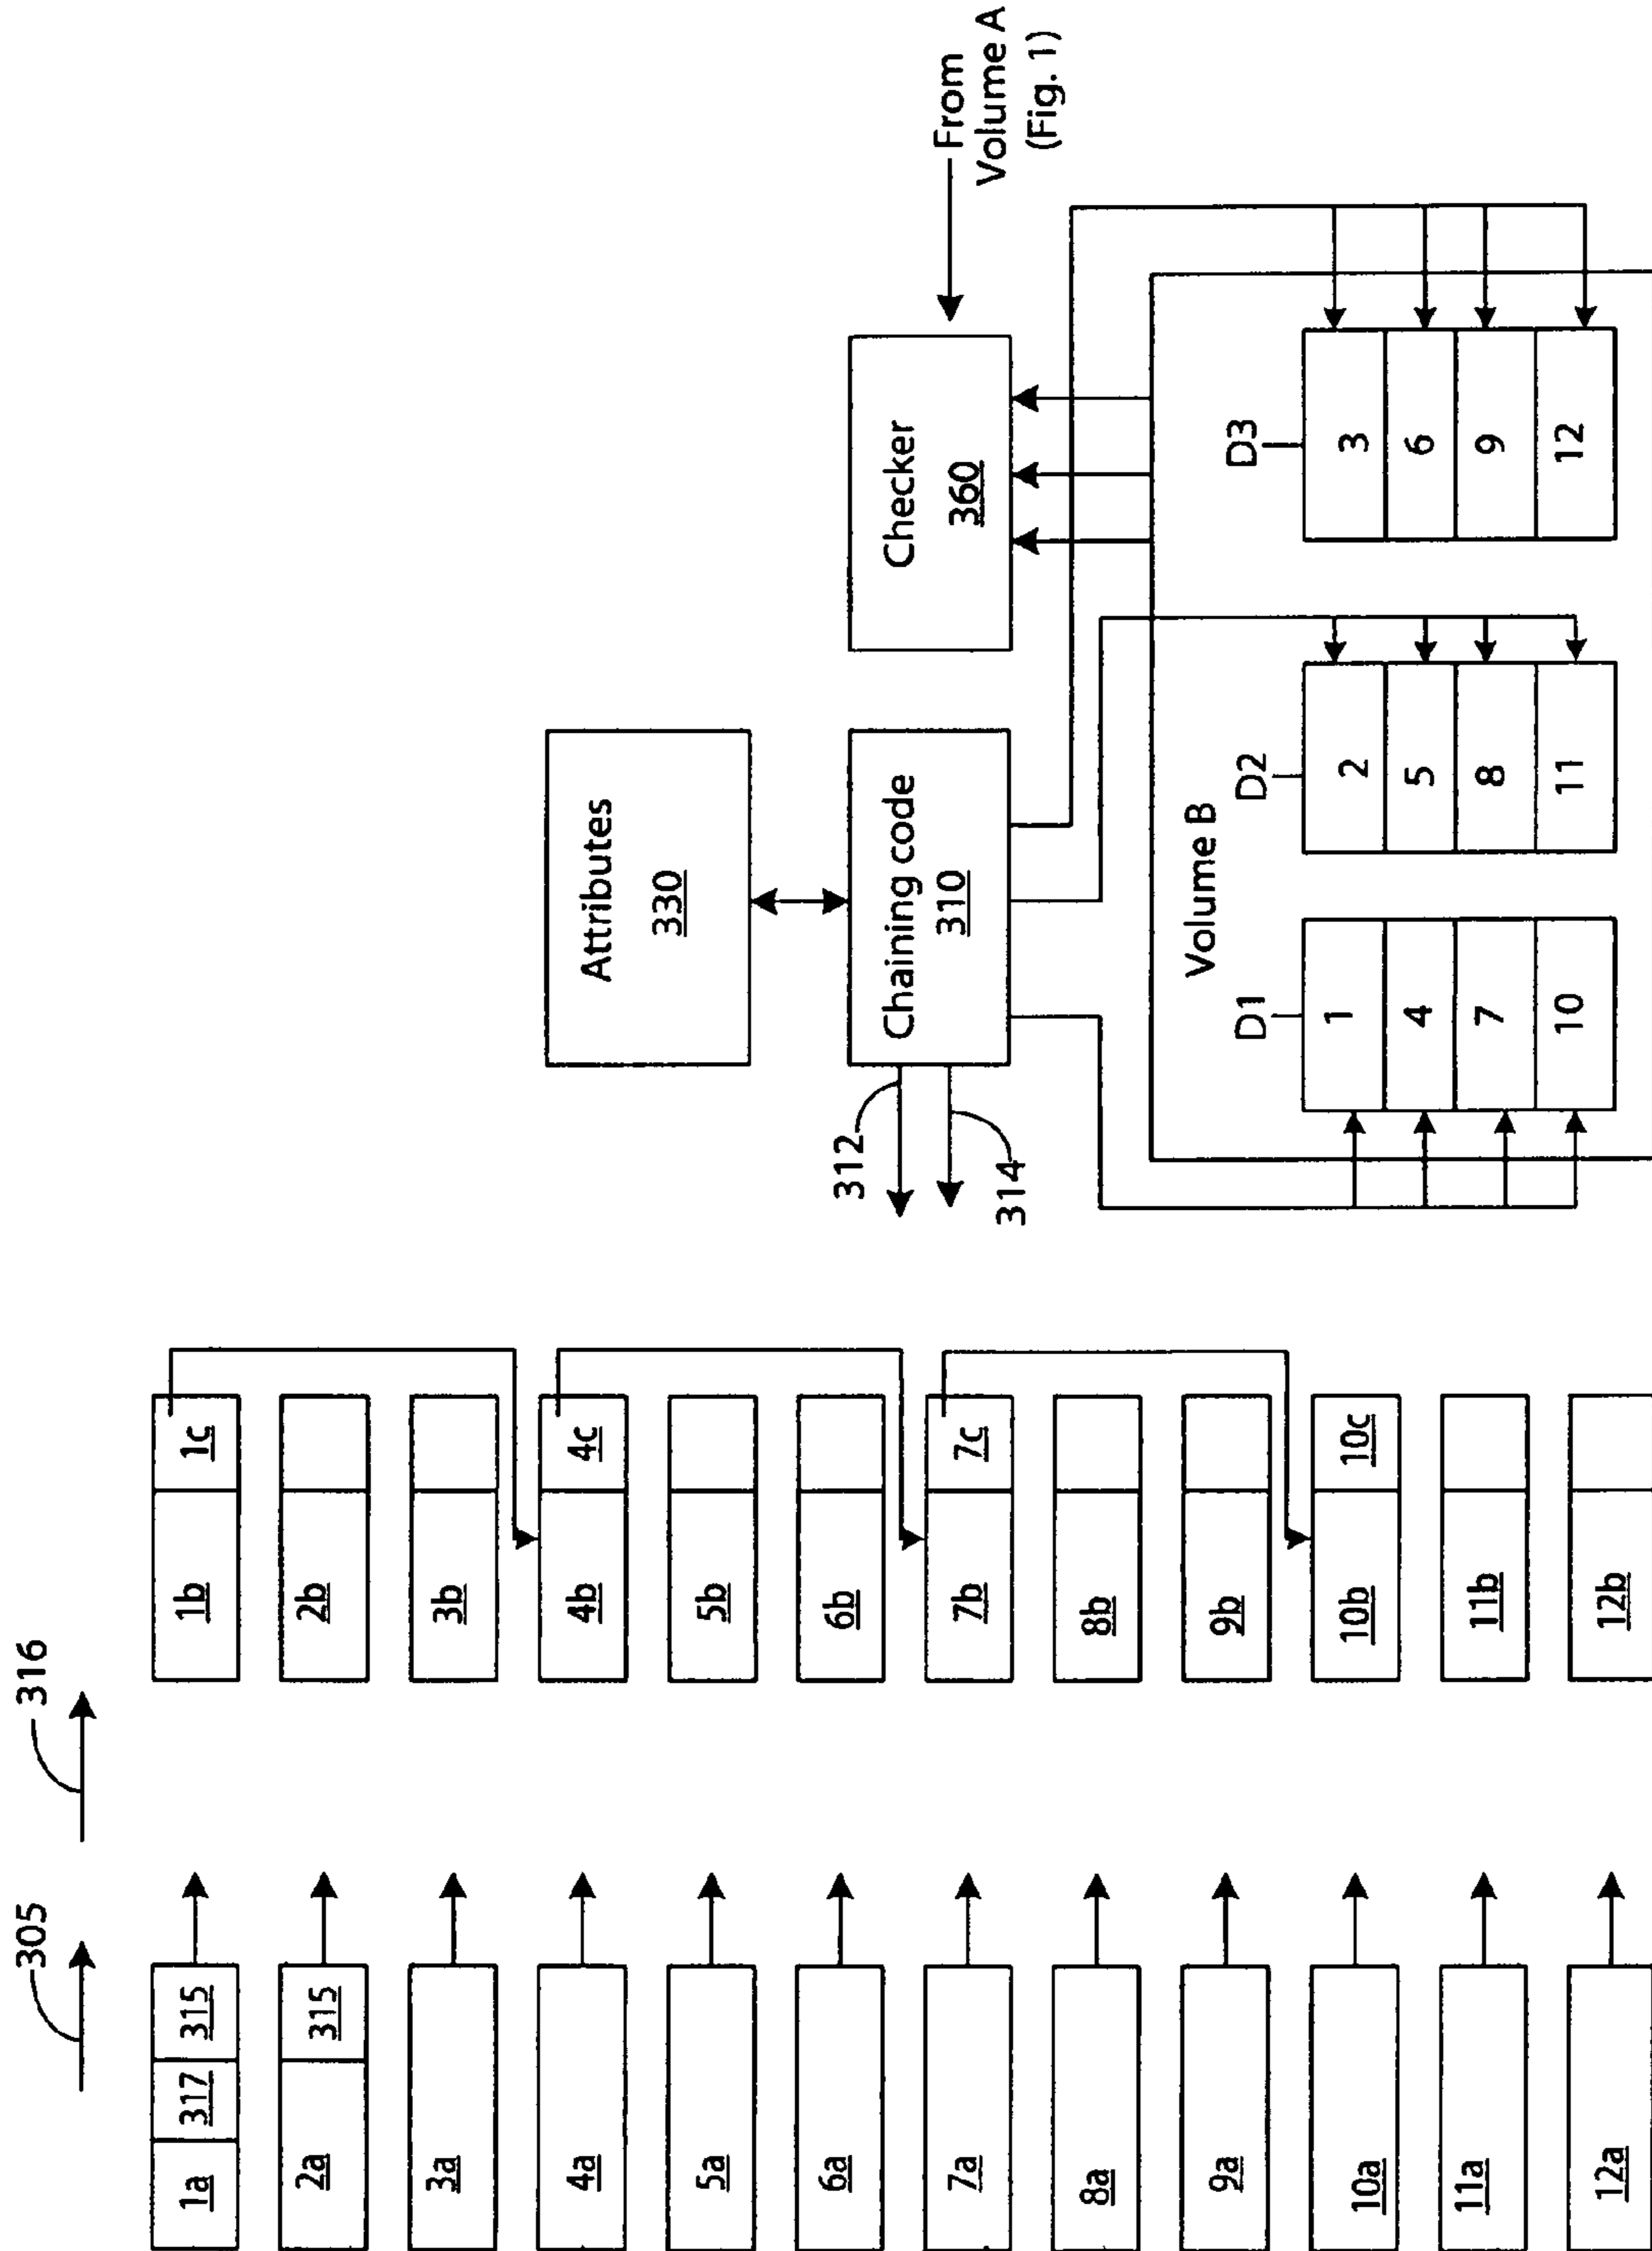 305
316
1a 317 315
2a 315
3a
4a
5a
6a
7a
8a
9a
10a
11a
12a
1b 1c
2b
3b
4b 4c
5b
6b
7b 7c
8b
9b
10b 10c
11b
12b
Attributes
330
312
314
Chaining code
310
Checker
360
From
Volume A
(Fig. 1)
Volume B
D1
1
4
7
10
D2
2
5
8
11
D3
3
6
9
12